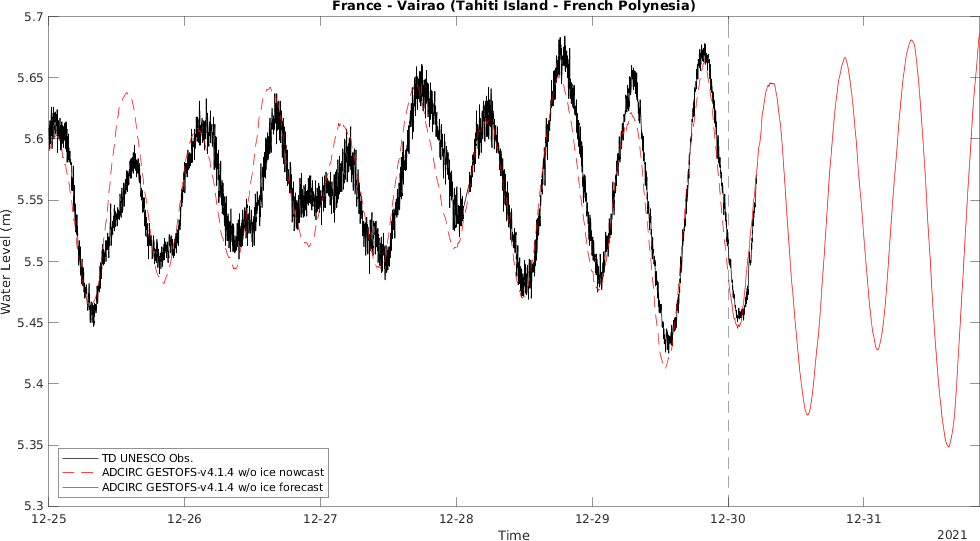 France - Vairao (Tahiti Island - French Polynesia)
5.7
5.65
5.6
5.55
5.5
5.45
5.4
5.35
5.3
Water Level (m)
TD UNESCO Obs.
ADCIRC GESTOFS-v4.1.4 w/o ice nowcast
ADCIRC GESTOFS-v4.1.4 w/o ice forecast
12-25 12-26 12-27 12-28 12-29 12-30 12-31
Time
2021